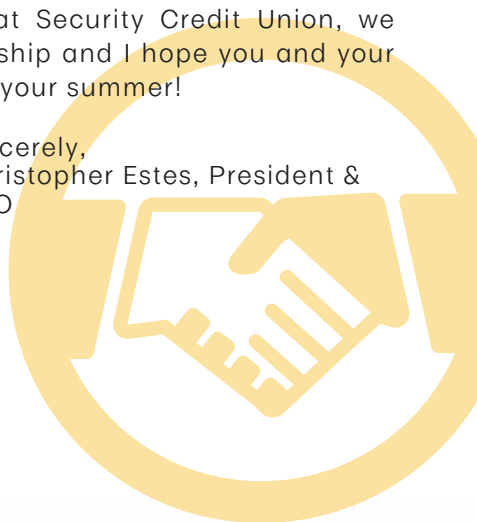 at Security Credit Union, we
ship and I hope you and your
your summer!
cerely,
ristopher Estes, President &
O